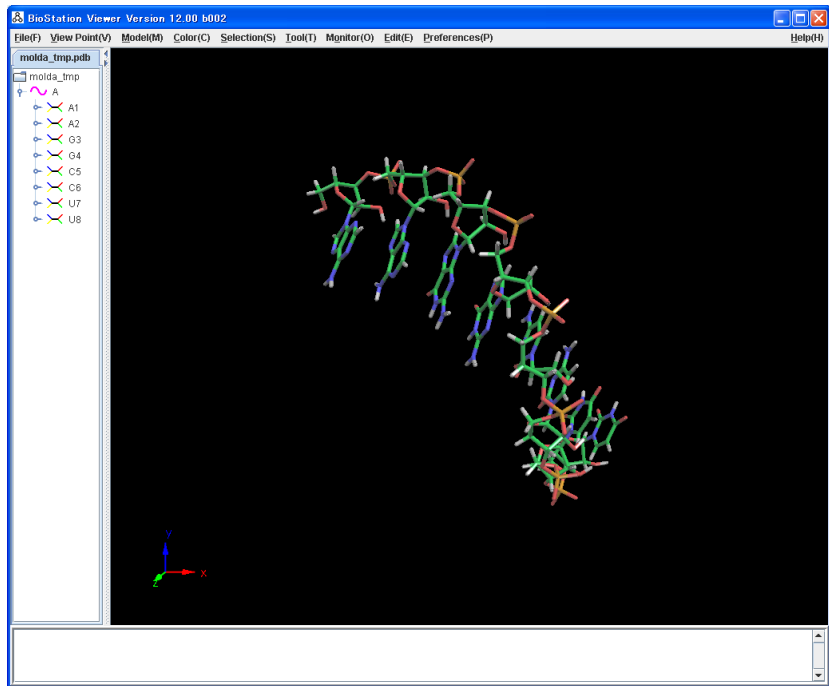 BioStation Viewer Version 12.00 b002
File(F) View Point(V) Model(M) Color(C) Selection(S) Tool(T) Monitor(O) Edit(E) Preferences(P) Help(H)
molda_tmp.pdb
molda_tmp
A
A1
A2
G3
G4
C5
C6
U7
U8
y
x
z